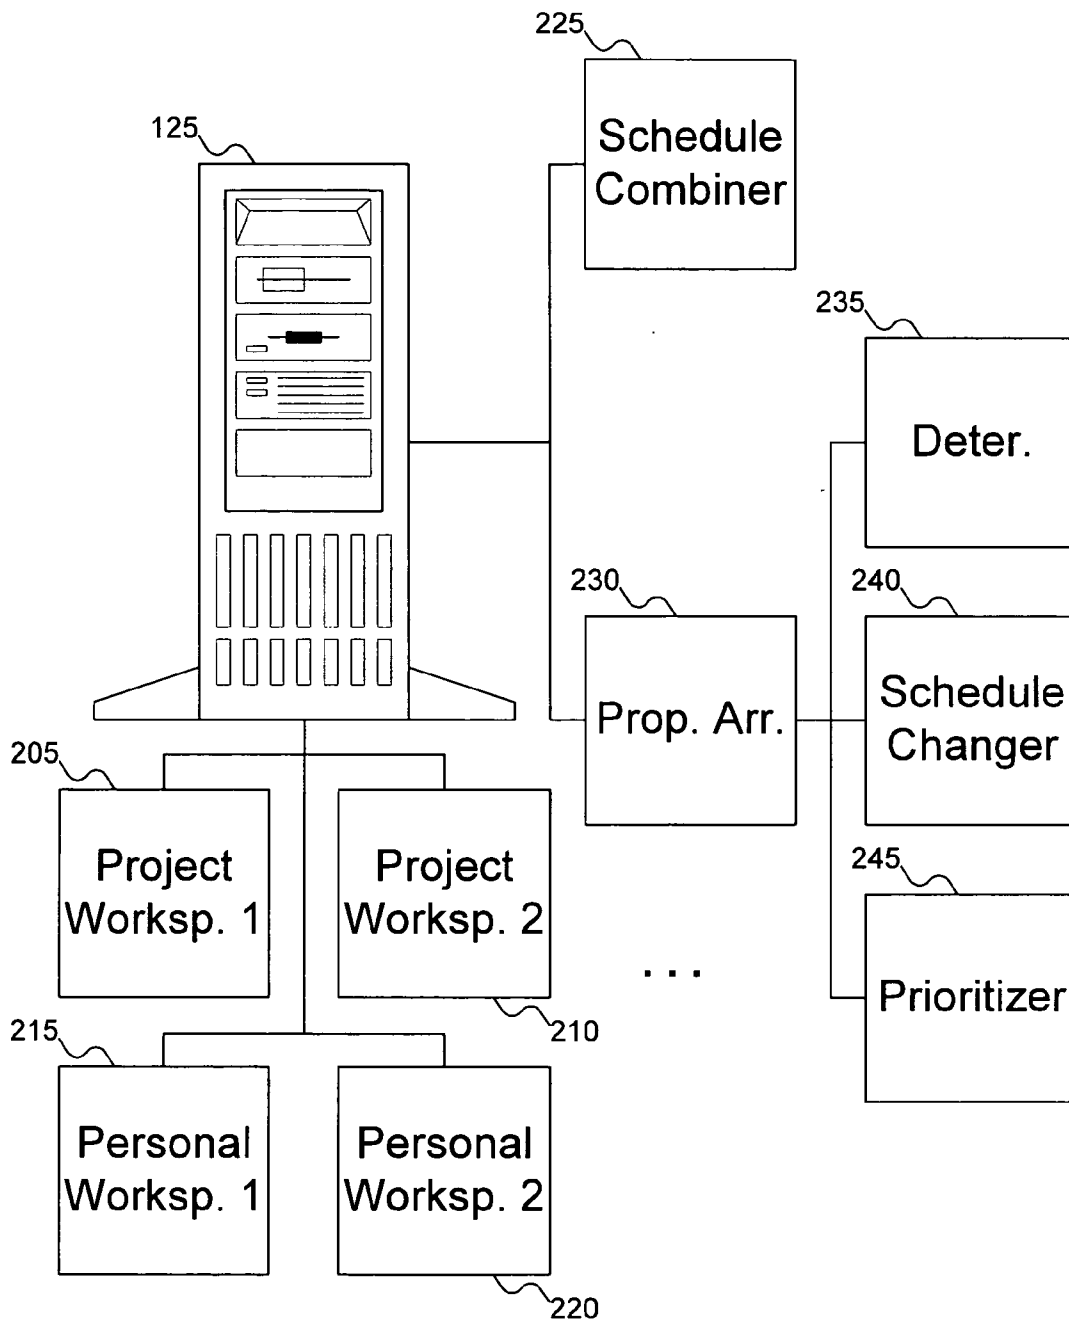 225
Schedule
Combiner
125
235
Deter.
230
Prop. Arr.
240
Schedule
Changer
205
Project
Worksp. 1
Project
Worksp. 2
210
245
Prioritizer
...
215
Personal
Worksp. 1
Personal
Worksp. 2
220